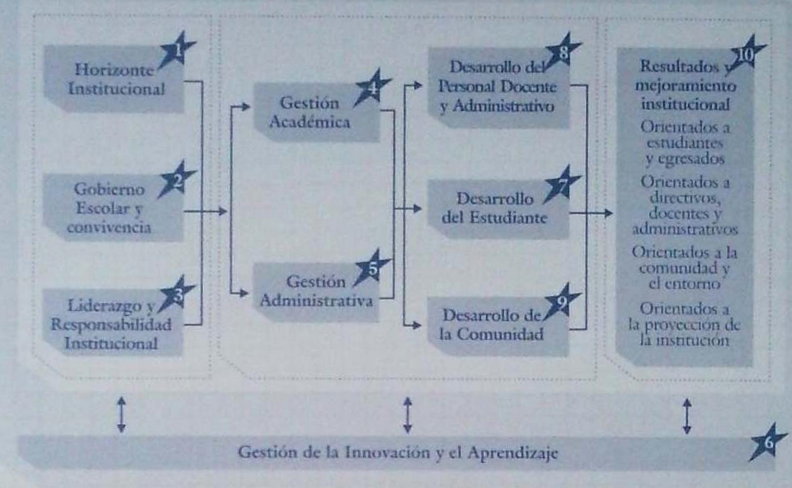 1
Horizonte
Institucional
2
Gobierno
Escolar y
convivencia
3
Liderazgo y
Responsabilidad
Institucional
4
Gestión
Académica
5
Gestión
Administrativa
8
Desarrollo del
Personal Docente
y Administrativo
7
Desarrollo
del Estudiante
9
Desarrollo de
la Comunidad
10
Resultados y
mejoramiento
institucional
Orientados a
estudiantes
y egresados
Orientados a
directivos,
docentes y
administrativos
Orientados a la
comunidad y
el entorno
Orientados a
la proyección de
la institución
6
Gestión de la Innovación y el Aprendizaje